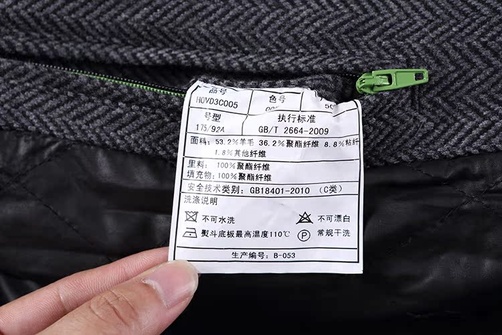 品号 色号
HQVD3C005
号型 执行标准
175/92A GB/T 2664-2009
面料: 53.2%羊毛 36.2%聚酯纤维 8.8%粘纤
1.8%其他纤维
里料: 100%聚酯纤维
填充物: 100%聚酯纤维
安全技术类别: GB18401-2010 (C类)
洗涤说明
不可水洗 不可漂白
熨斗底板最高温度110℃ P 常规干洗
生产编号: B-053